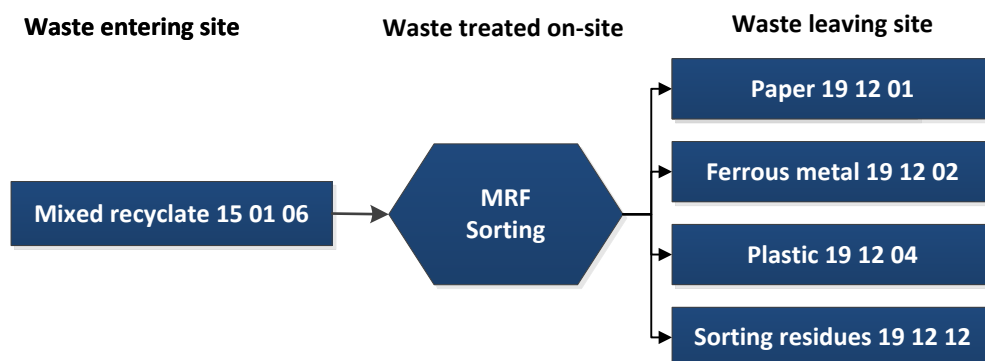 Waste entering site
Waste treated on-site
Waste leaving site
Paper 19 12 01
Ferrous metal 19 12 02
Mixed recyclate 15 01 06
MRF
Sorting
Plastic 19 12 04
Sorting residues 19 12 12